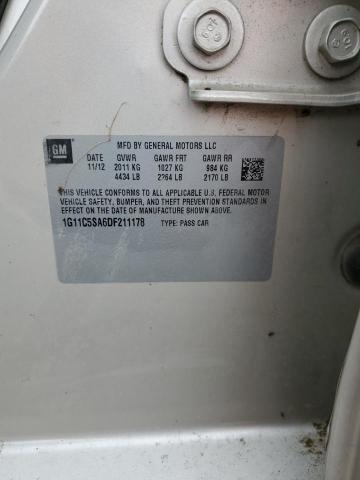 GM
MFD BY GENERAL MOTORS LLC
DATE GVWR GAWR FRT GAWR RR
11/12 2011 KG 1027 KG 984 KG
4434 LB 2264 LB 2170 LB
THIS VEHICLE CONFORMS TO ALL APPLICABLE U.S. FEDERAL MOTOR
VEHICLE SAFETY, BUMPER, AND THEFT PREVENTION STANDARDS IN
EFFECT ON THE DATE OF MANUFACTURE SHOWN ABOVE.
1G11C5SA6DF211178 TYPE: PASS CAR